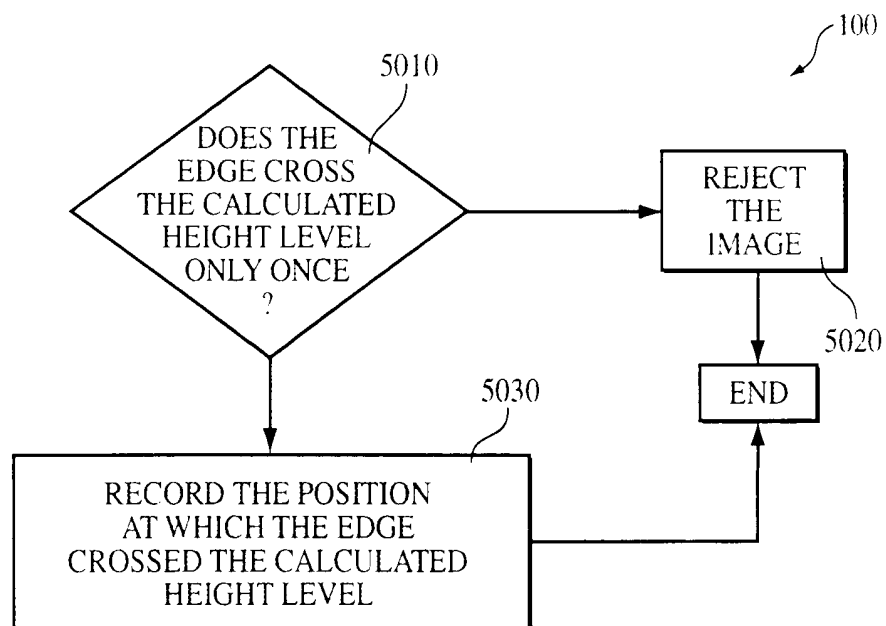 100
5010
DOES THE
EDGE CROSS
THE CALCULATED
HEIGHT LEVEL
ONLY ONCE
?
REJECT
THE
IMAGE
5020
END
5030
RECORD THE POSITION
AT WHICH THE EDGE
CROSSED THE CALCULATED
HEIGHT LEVEL